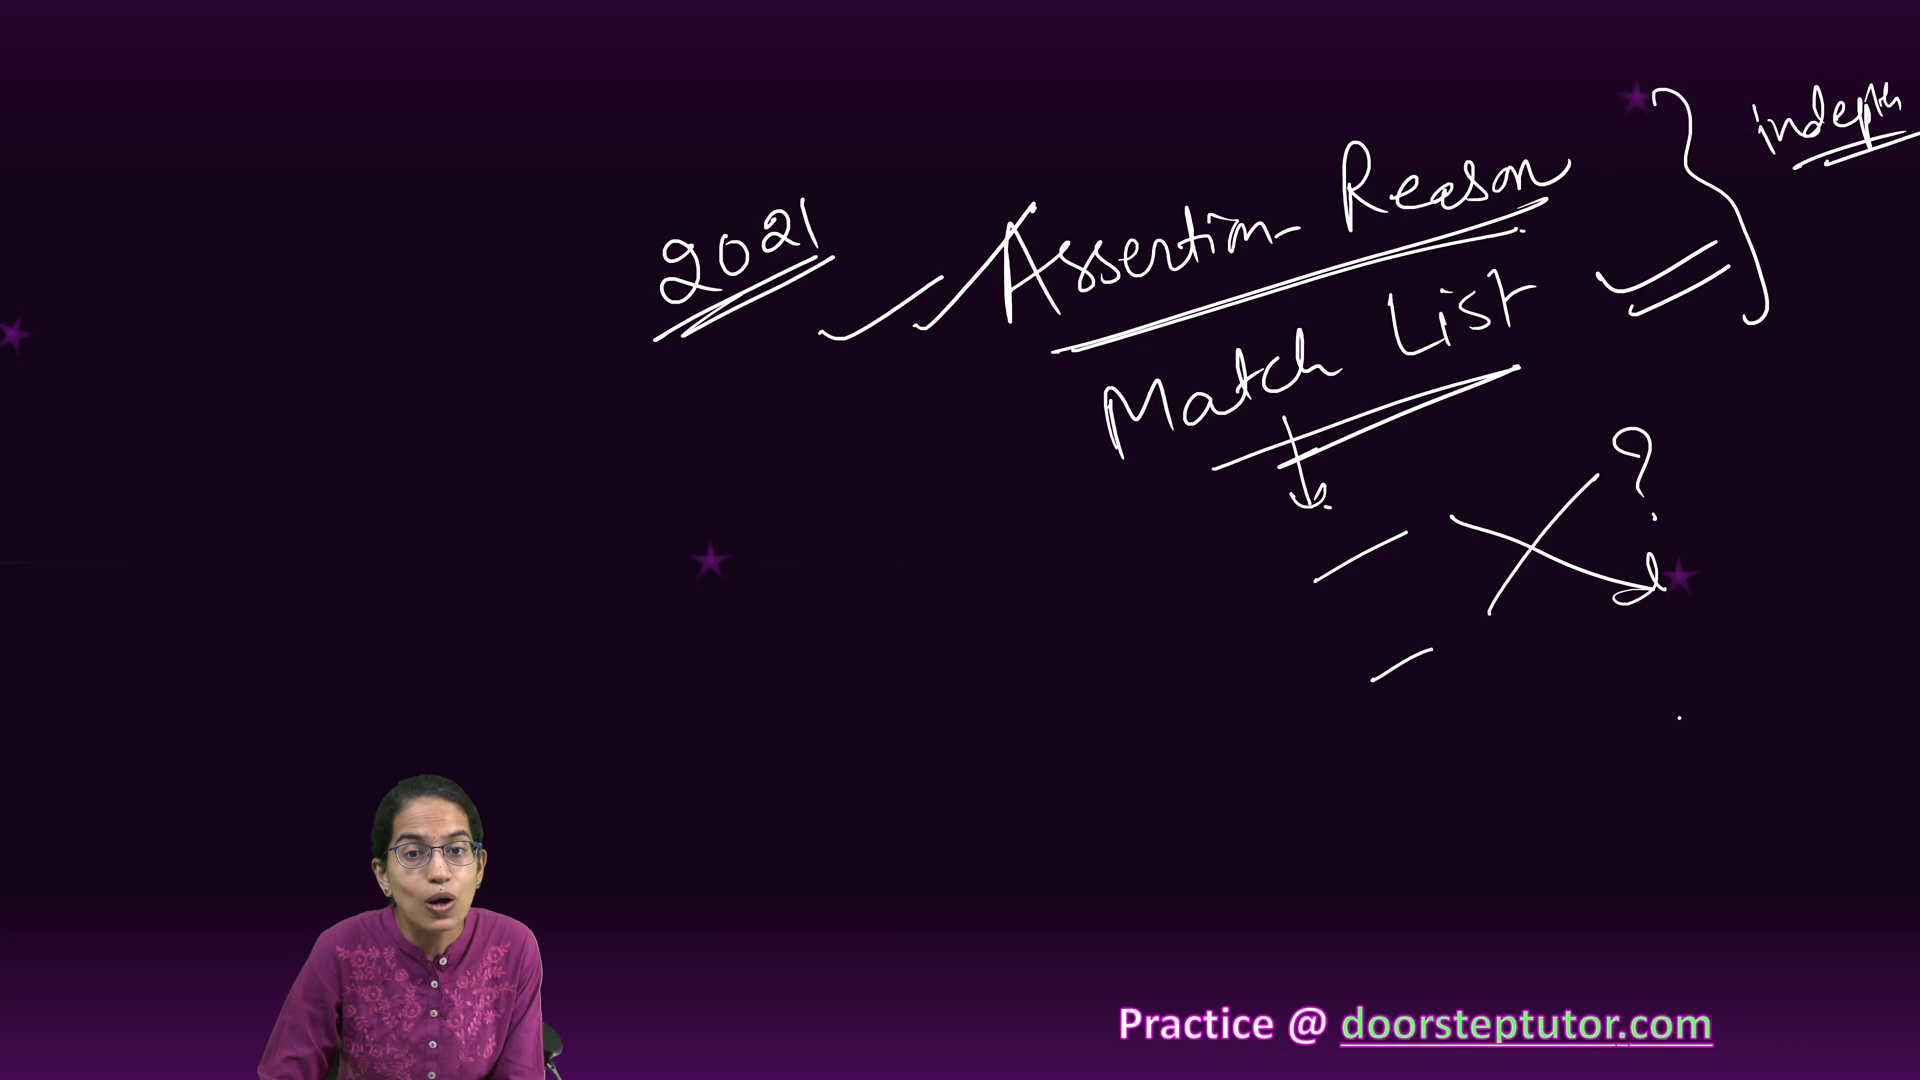 indepth
2021 Assertion-Reason
Match List
?
Practice @ doorsteptutor.com